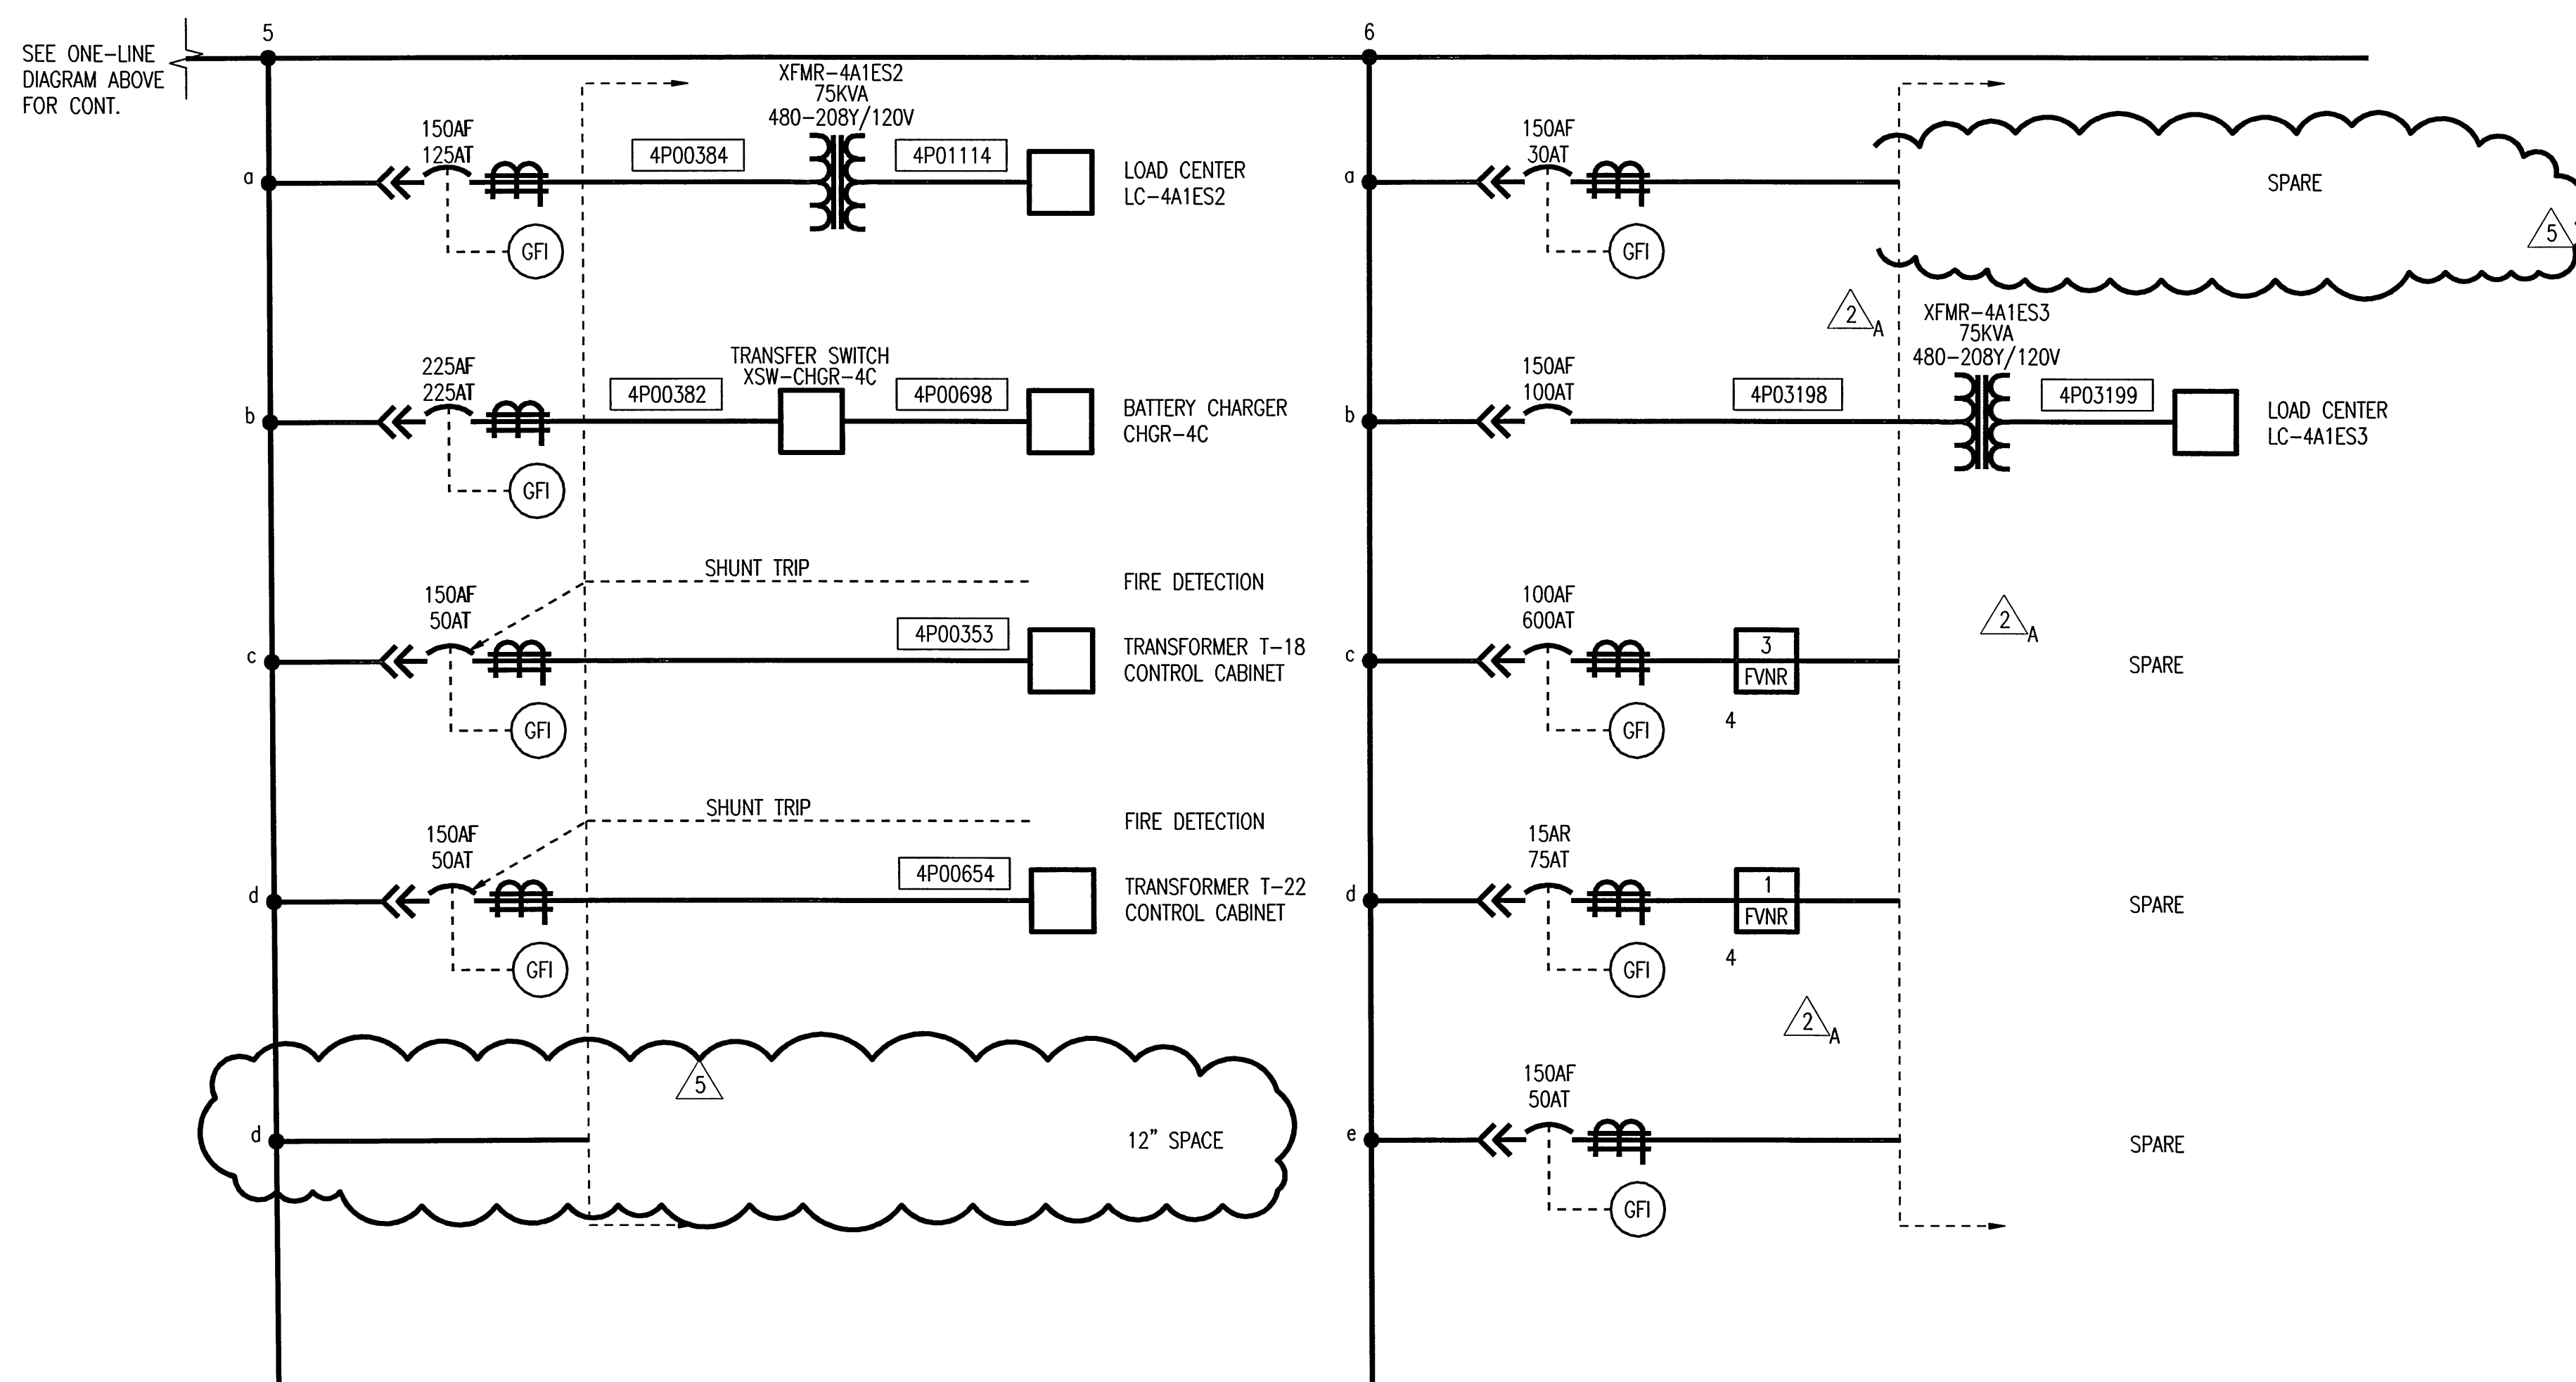 SEE ONE-LINE
DIAGRAM ABOVE
FOR CONT.
5
XFMR-4A1ES2
75KVA
480-208Y/120V
a
150AF
125AT
GFI
4P00384
4P01114
LOAD CENTER
LC-4A1ES2
b
225AF
225AT
GFI
4P00382
TRANSFER SWITCH
XSW-CHGR-4C
4P00698
BATTERY CHARGER
CHGR-4C
SHUNT TRIP
FIRE DETECTION
c
150AF
50AT
GFI
4P00353
TRANSFORMER T-18
CONTROL CABINET
SHUNT TRIP
FIRE DETECTION
d
150AF
50AT
GFI
4P00654
TRANSFORMER T-22
CONTROL CABINET
5
d
12" SPACE
6
a
150AF
30AT
GFI
SPARE
5
2
A
XFMR-4A1ES3
75KVA
480-208Y/120V
b
150AF
100AT
4P03198
4P03199
LOAD CENTER
LC-4A1ES3
2
A
c
100AF
600AT
GFI
3
FVNR
4
SPARE
d
15AR
75AT
GFI
1
FVNR
4
SPARE
2
A
e
150AF
50AT
GFI
SPARE